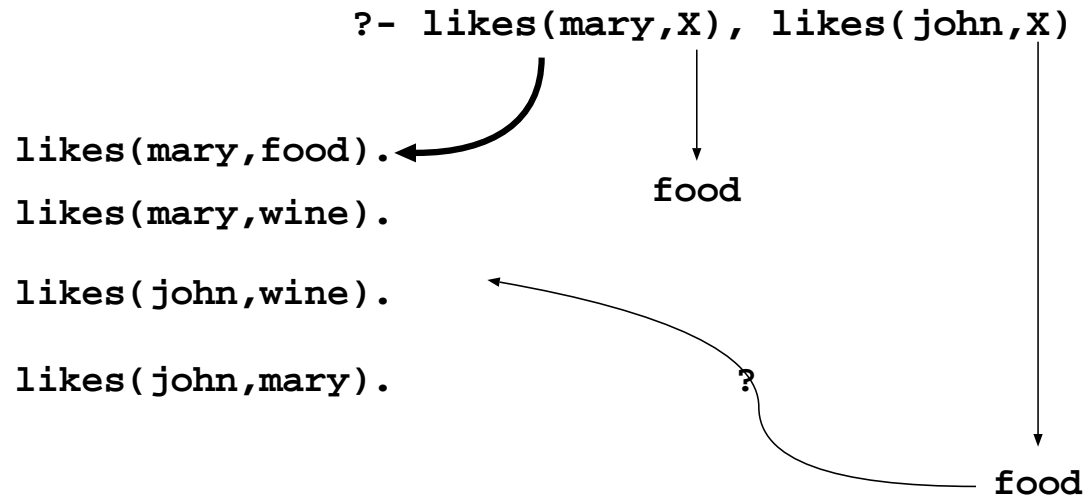 ?- likes(mary,X), likes(john,X)
likes(mary,food).
food
likes(mary,wine).
likes(john,wine).
likes(john,mary).
?
food